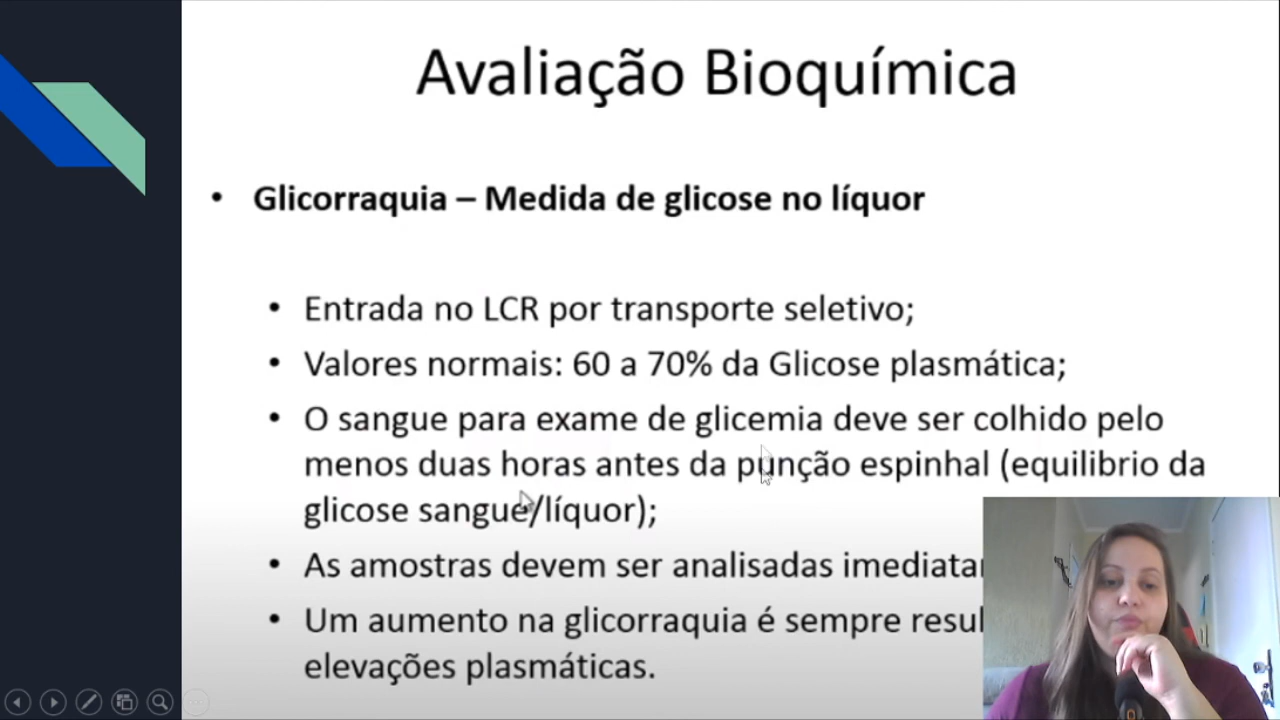 Avaliação Bioquímica
• Glicorraquia – Medida de glicose no líquor
• Entrada no LCR por transporte seletivo;
• Valores normais: 60 a 70% da Glicose plasmática;
• O sangue para exame de glicemia deve ser colhido pelo
menos duas horas antes da punção espinhal (equilibrio da
glicose sangue/líquor);
• As amostras devem ser analisadas
• Um aumento na glicorraquia é sempre
elevações plasmáticas.